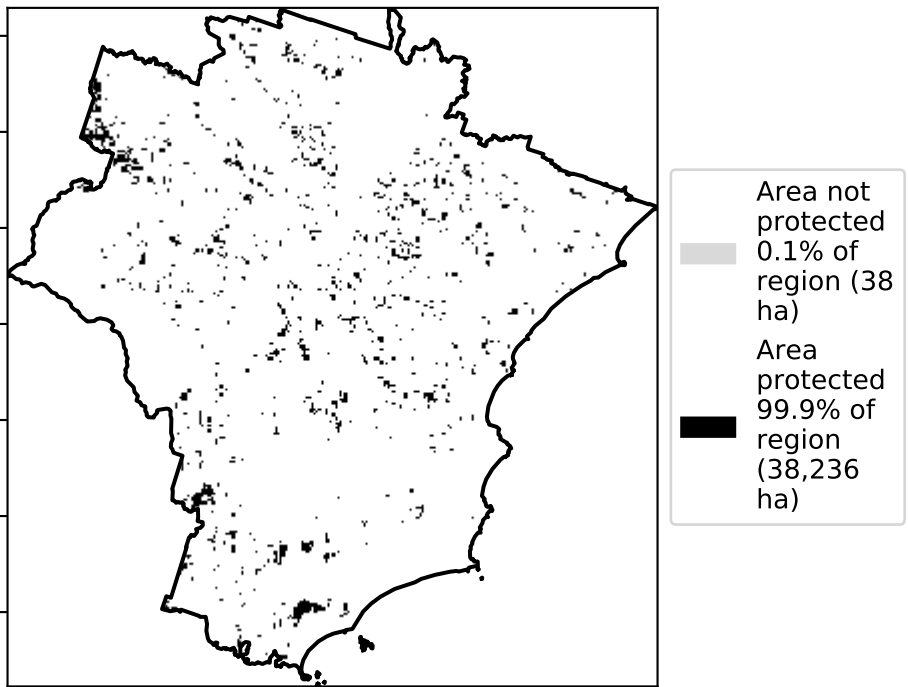 Area not
protected
0.1% of
region (38
ha)
Area
protected
99.9% of
region
(38,236
ha)